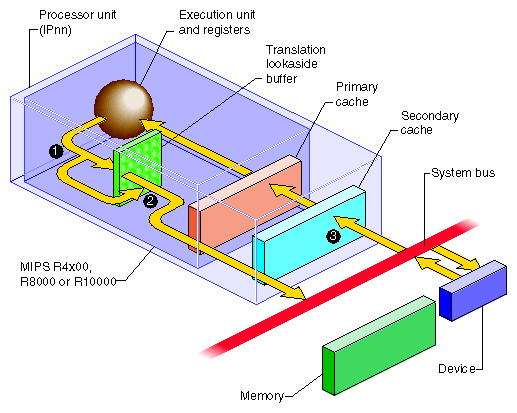 Processor unit
(IPnn)
Execution unit
and registers
Translation
lookaside
buffer
Primary
cache
Secondary
cache
System bus
1
2
3
MIPS R4x00,
R8000 or R10000
Device
Memory